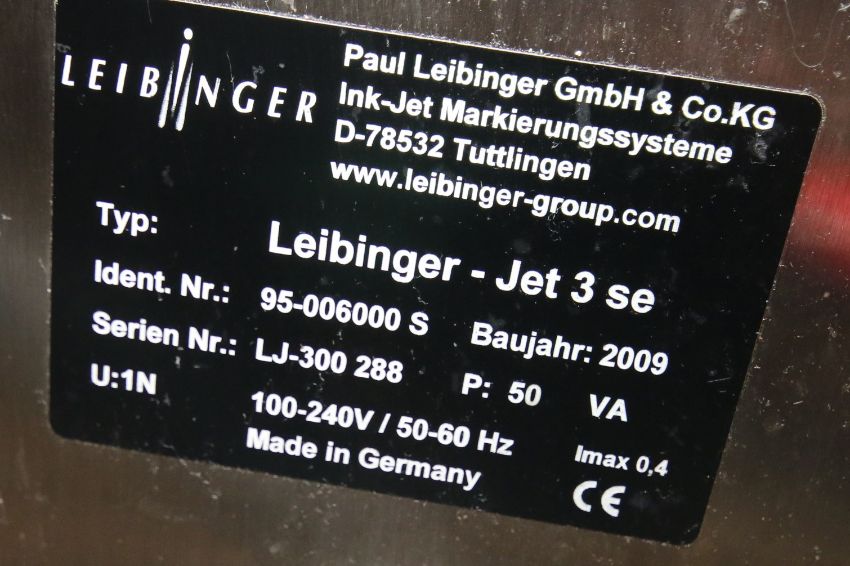 LEIBINGER
Paul Leibinger GmbH & Co.KG
Ink-Jet Markierungssysteme
D-78532 Tuttlingen
www.leibinger-group.com
Typ: Leibinger - Jet 3 se
Ident. Nr.: 95-006000 S Baujahr: 2009
Serien Nr.: LJ-300 288 P: 50 VA
U:1N 100-240V / 50-60 Hz Imax 0,4
Made in Germany CE